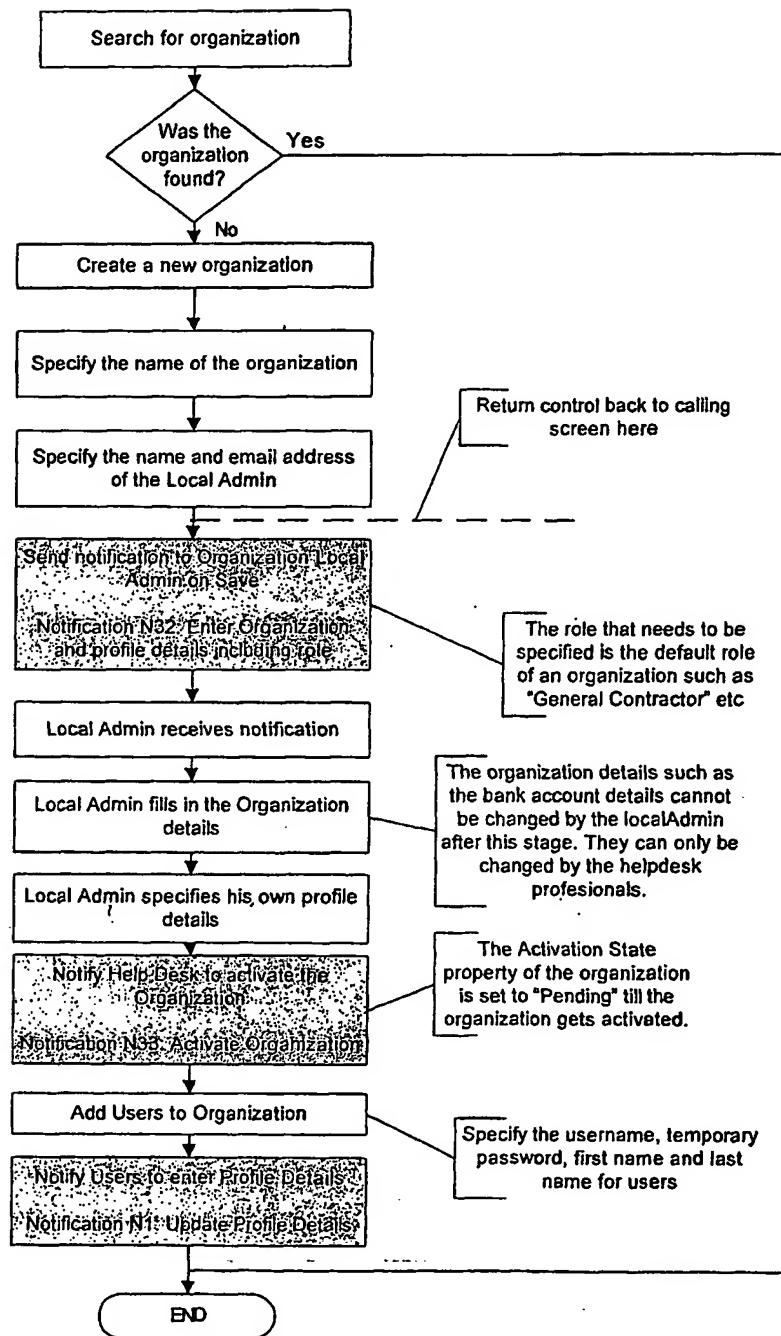 Search for organization
Was the
organization
found?
Yes
No
Create a new organization
Specify the name of the organization
Return control back to calling
screen here
Specify the name and email address
of the Local Admin
Send notification to Organization Local
Admin on Save
Notification N32: Enter Organization
and profile details including role
The role that needs to be
specified is the default role
of an organization such as
"General Contractor" etc
Local Admin receives notification
Local Admin fills in the Organization
details
The organization details such as
the bank account details cannot
be changed by the localAdmin
after this stage. They can only be
changed by the helpdesk
profesionals.
Local Admin specifies his own profile
details
Notify Help Desk to activate the
Organization
Notification N33: Activate Organization
The Activation State
property of the organization
is set to "Pending" till the
organization gets activated.
Add Users to Organization
Specify the username, temporary
password, first name and last
name for users
Notify Users to enter Profile Details
Notification N1: Update Profile Details
END